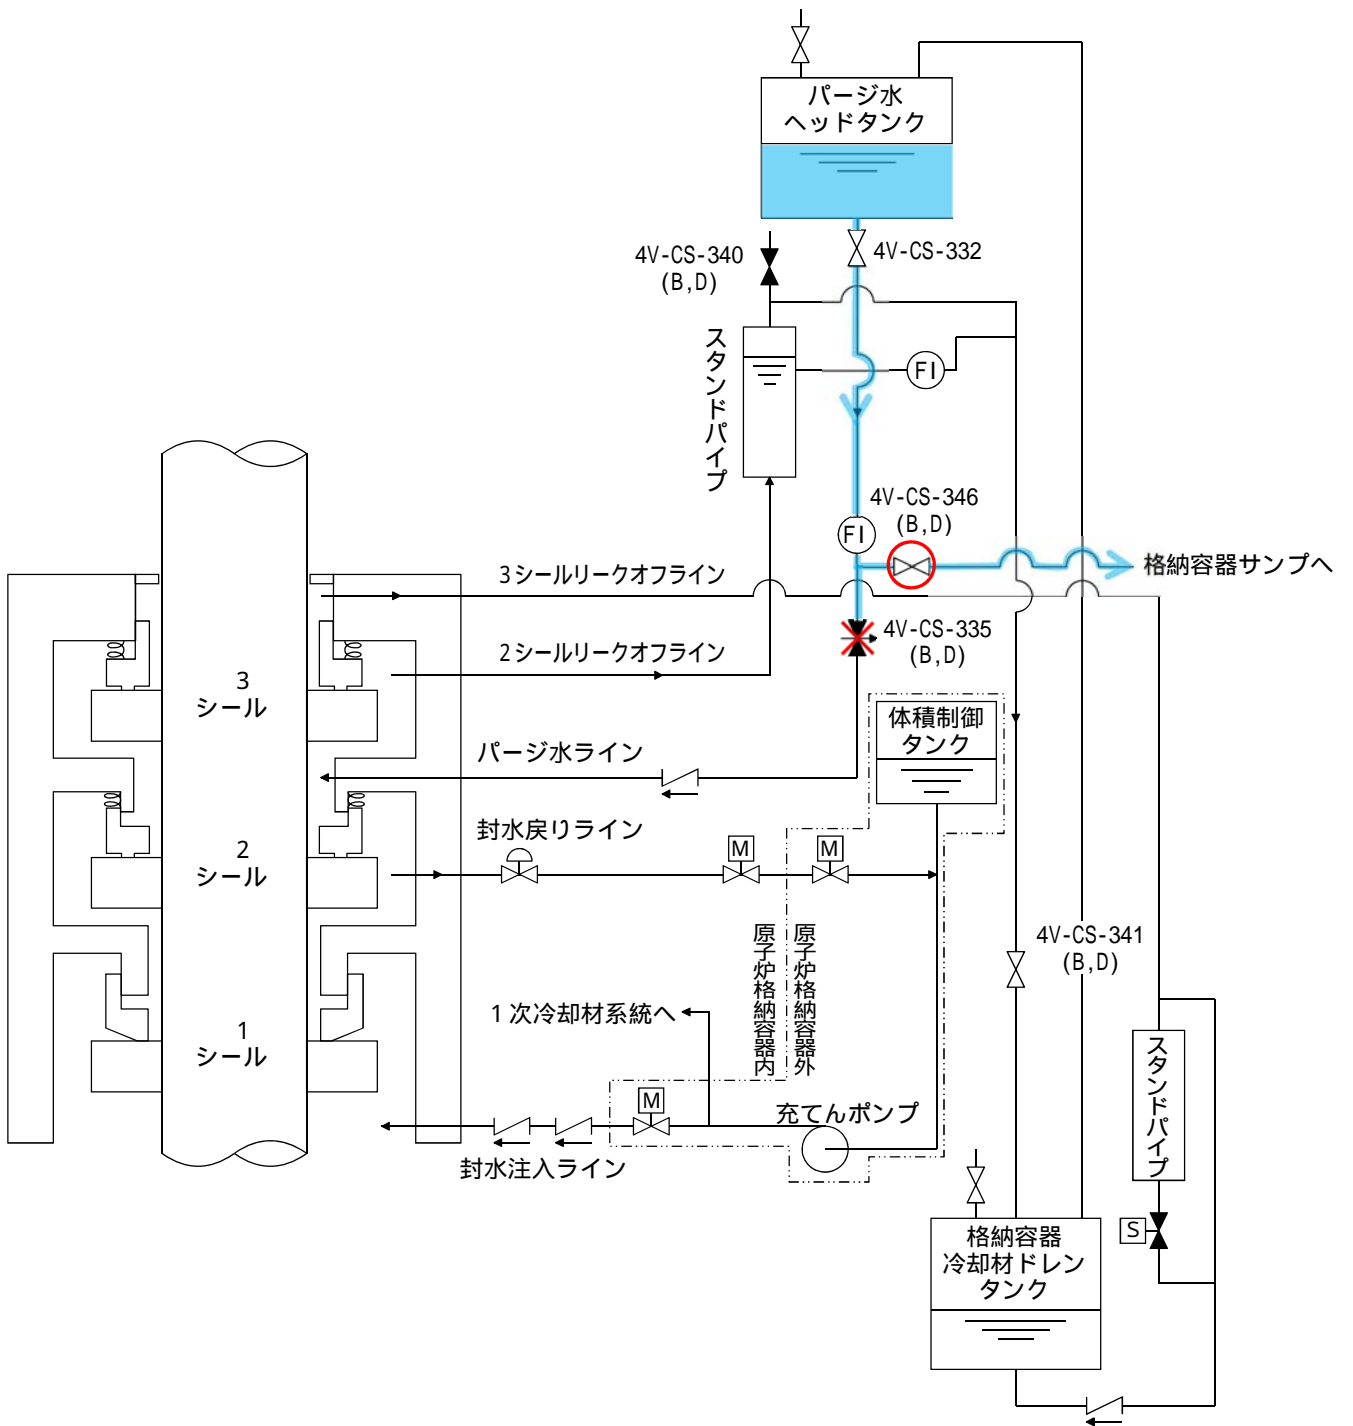 パージ水
ヘッドタンク
4V-CS-340
(B,D)
4V-CS-332
スタンドパイプ
FI
4V-CS-346
(B,D)
FI
格納容器サンプへ
3シールリークオフライン
4V-CS-335
(B,D)
2シールリークオフライン
3
シール
体積制御
タンク
パージ水ライン
封水戻りライン
M
M
2
シール
原子炉格納容器内
原子炉格納容器外
4V-CS-341
(B,D)
1次冷却材系統へ
1
シール
スタンドパイプ
M
充てんポンプ
封水注入ライン
S
格納容器
冷却材ドレン
タンク